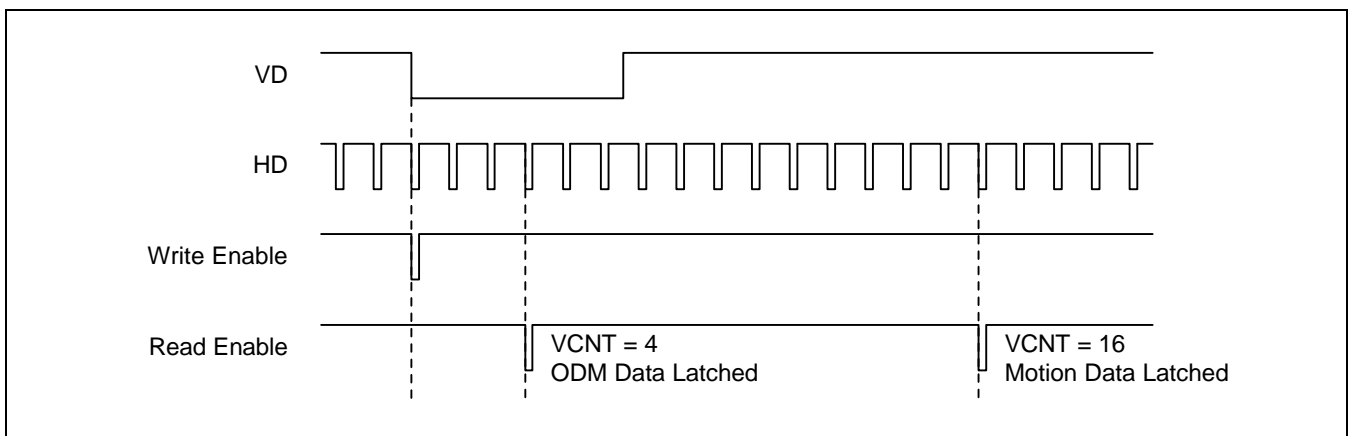 VD
HD
Write Enable
Read Enable
VCNT = 4
ODM Data Latched
VCNT = 16
Motion Data Latched